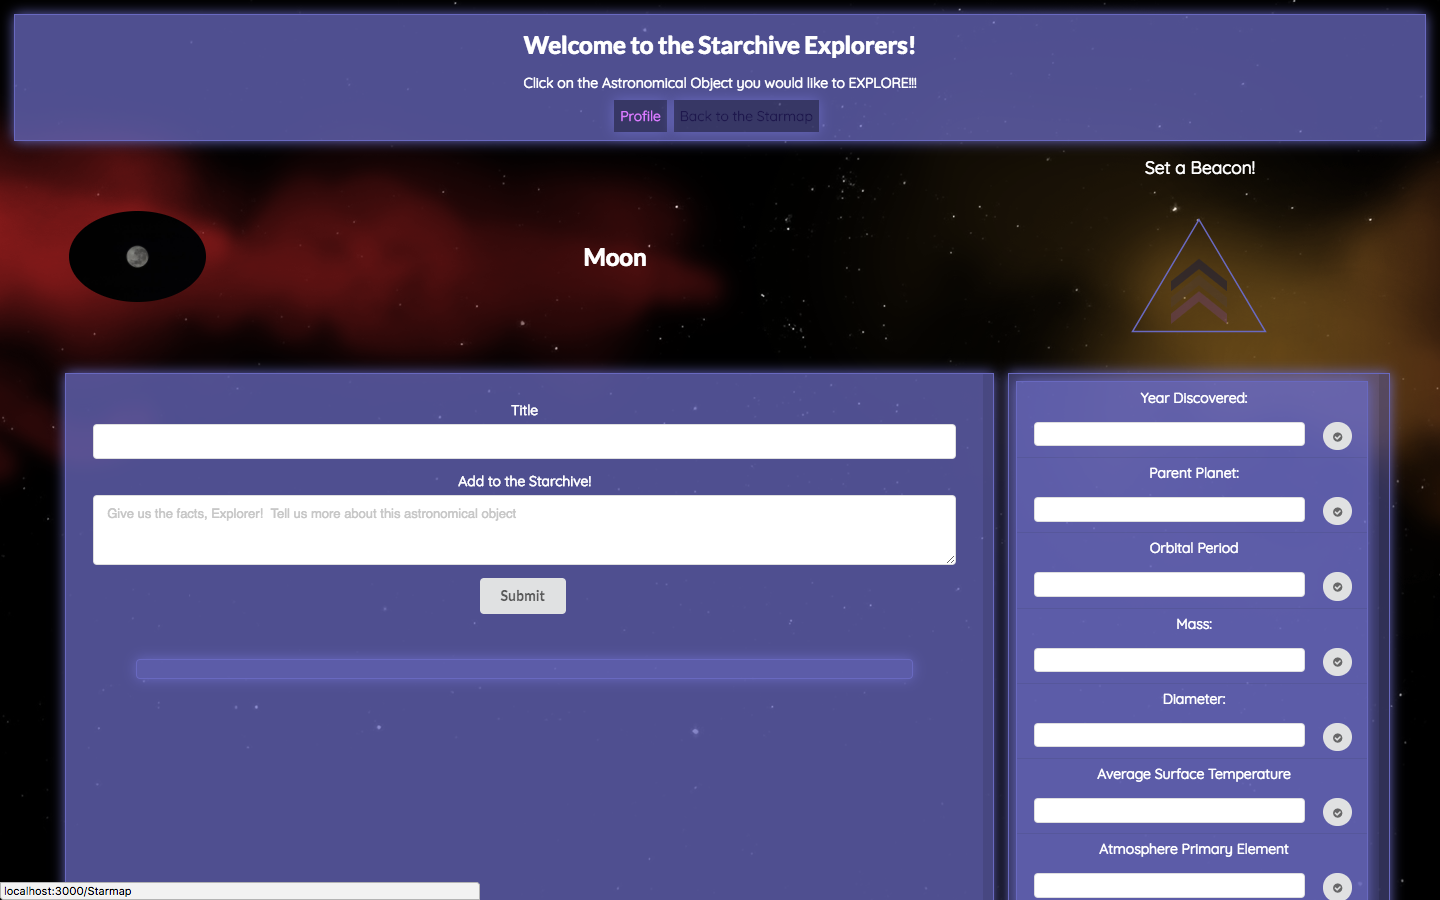 Welcome to the Starchive Explorers!
Click on the Astronomical Object you would like to EXPLORE!!!
Profile
Back to the Starmap
Set a Beacon!
Moon
Title
Add to the Starchive!
Give us the facts, Explorer!  Tell us more about this astronomical object
Submit
Year Discovered:
Parent Planet:
Orbital Period
Mass:
Diameter:
Average Surface Temperature
Atmosphere Primary Element
localhost:3000/Starmap